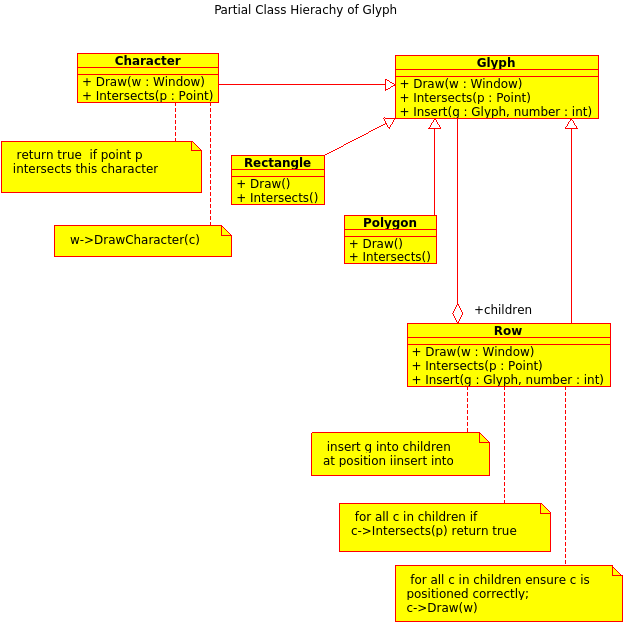 Partial Class Hierachy of Glyph
Character
+ Draw(w : Window)
+ Intersects(p : Point)
Glyph
+ Draw(w : Window)
+ Intersects(p : Point)
+ Insert(g : Glyph, number : int)
return true  if point p
intersects this character
Rectangle
+ Draw()
+ Intersects()
w->DrawCharacter(c)
Polygon
+ Draw()
+ Intersects()
+children
Row
+ Draw(w : Window)
+ Intersects(p : Point)
+ Insert(g : Glyph, number : int)
insert g into children
at position iinsert into
for all c in children if
c->Intersects(p) return true
for all c in children ensure c is
positioned correctly;
c->Draw(w)